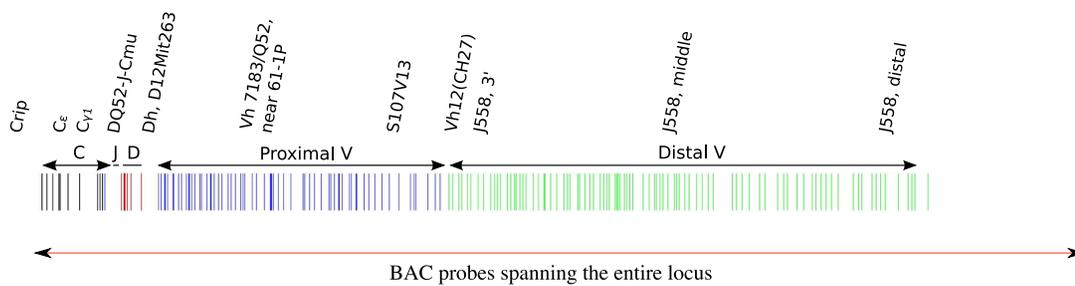 Crip
Cε
Cγ1
DQ52-J-Cmu
Dh, D12Mit263
Vh 7183/Q52,
near 61-1P
S107V13
Vh12(CH27)
J558, 3'
J558, middle
J558, distal
C J D Proximal V Distal V
BAC probes spanning the entire locus